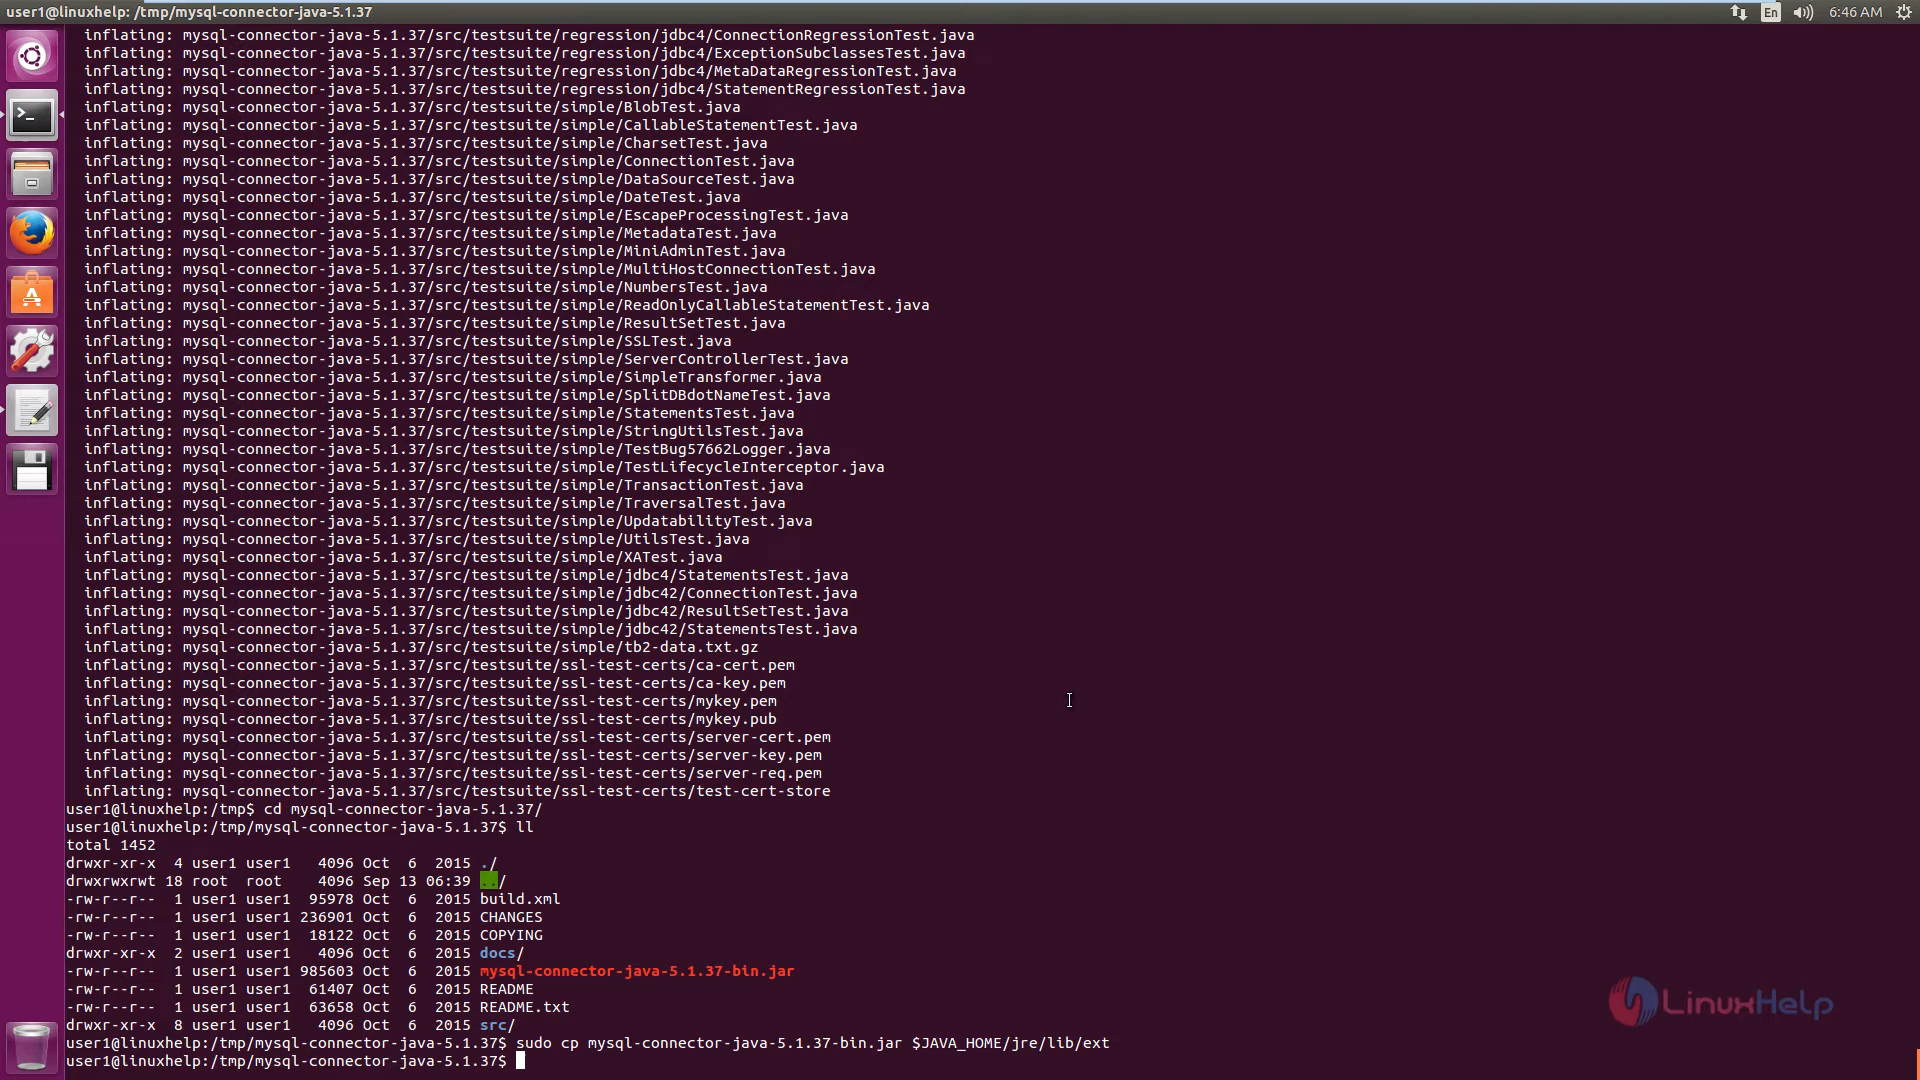 user1@linuxhelp: /tmp/mysql-connector-java-5.1.37
En
6:46 AM
inflating: mysql-connector-java-5.1.37/src/testsuite/regression/jdbc4/ConnectionRegressionTest.java
inflating: mysql-connector-java-5.1.37/src/testsuite/regression/jdbc4/ExceptionSubclassesTest.java
inflating: mysql-connector-java-5.1.37/src/testsuite/regression/jdbc4/MetaDataRegressionTest.java
inflating: mysql-connector-java-5.1.37/src/testsuite/regression/jdbc4/StatementRegressionTest.java
inflating: mysql-connector-java-5.1.37/src/testsuite/simple/BlobTest.java
inflating: mysql-connector-java-5.1.37/src/testsuite/simple/CallableStatementTest.java
inflating: mysql-connector-java-5.1.37/src/testsuite/simple/CharsetTest.java
inflating: mysql-connector-java-5.1.37/src/testsuite/simple/ConnectionTest.java
inflating: mysql-connector-java-5.1.37/src/testsuite/simple/DataSourceTest.java
inflating: mysql-connector-java-5.1.37/src/testsuite/simple/DateTest.java
inflating: mysql-connector-java-5.1.37/src/testsuite/simple/EscapeProcessingTest.java
inflating: mysql-connector-java-5.1.37/src/testsuite/simple/MetadataTest.java
inflating: mysql-connector-java-5.1.37/src/testsuite/simple/MiniAdminTest.java
inflating: mysql-connector-java-5.1.37/src/testsuite/simple/MultiHostConnectionTest.java
inflating: mysql-connector-java-5.1.37/src/testsuite/simple/NumbersTest.java
inflating: mysql-connector-java-5.1.37/src/testsuite/simple/ReadOnlyCallableStatementTest.java
inflating: mysql-connector-java-5.1.37/src/testsuite/simple/ResultSetTest.java
inflating: mysql-connector-java-5.1.37/src/testsuite/simple/SSLTest.java
inflating: mysql-connector-java-5.1.37/src/testsuite/simple/ServerControllerTest.java
inflating: mysql-connector-java-5.1.37/src/testsuite/simple/SimpleTransformer.java
inflating: mysql-connector-java-5.1.37/src/testsuite/simple/SplitDBdotNameTest.java
inflating: mysql-connector-java-5.1.37/src/testsuite/simple/StatementsTest.java
inflating: mysql-connector-java-5.1.37/src/testsuite/simple/StringUtilsTest.java
inflating: mysql-connector-java-5.1.37/src/testsuite/simple/TestBug57662Logger.java
inflating: mysql-connector-java-5.1.37/src/testsuite/simple/TestLifecycleInterceptor.java
inflating: mysql-connector-java-5.1.37/src/testsuite/simple/TransactionTest.java
inflating: mysql-connector-java-5.1.37/src/testsuite/simple/TraversalTest.java
inflating: mysql-connector-java-5.1.37/src/testsuite/simple/UpdatabilityTest.java
inflating: mysql-connector-java-5.1.37/src/testsuite/simple/UtilsTest.java
inflating: mysql-connector-java-5.1.37/src/testsuite/simple/XATest.java
inflating: mysql-connector-java-5.1.37/src/testsuite/simple/jdbc4/StatementsTest.java
inflating: mysql-connector-java-5.1.37/src/testsuite/simple/jdbc42/ConnectionTest.java
inflating: mysql-connector-java-5.1.37/src/testsuite/simple/jdbc42/ResultSetTest.java
inflating: mysql-connector-java-5.1.37/src/testsuite/simple/jdbc42/StatementsTest.java
inflating: mysql-connector-java-5.1.37/src/testsuite/simple/tb2-data.txt.gz
inflating: mysql-connector-java-5.1.37/src/testsuite/ssl-test-certs/ca-cert.pem
inflating: mysql-connector-java-5.1.37/src/testsuite/ssl-test-certs/ca-key.pem
inflating: mysql-connector-java-5.1.37/src/testsuite/ssl-test-certs/mykey.pem
inflating: mysql-connector-java-5.1.37/src/testsuite/ssl-test-certs/mykey.pub
inflating: mysql-connector-java-5.1.37/src/testsuite/ssl-test-certs/server-cert.pem
inflating: mysql-connector-java-5.1.37/src/testsuite/ssl-test-certs/server-key.pem
inflating: mysql-connector-java-5.1.37/src/testsuite/ssl-test-certs/server-req.pem
inflating: mysql-connector-java-5.1.37/src/testsuite/ssl-test-certs/test-cert-store
user1@linuxhelp:/tmp$ cd mysql-connector-java-5.1.37/
user1@linuxhelp:/tmp/mysql-connector-java-5.1.37$ ll
total 1452
drwxr-xr-x  4 user1 user1   4096 Oct  6  2015 ./
drwxrwxrwt 18 root  root    4096 Sep 13 06:39 ../
-rw-r--r--  1 user1 user1  95978 Oct  6  2015 build.xml
-rw-r--r--  1 user1 user1 236901 Oct  6  2015 CHANGES
-rw-r--r--  1 user1 user1  18122 Oct  6  2015 COPYING
drwxr-xr-x  2 user1 user1   4096 Oct  6  2015 docs/
-rw-r--r--  1 user1 user1 985603 Oct  6  2015 mysql-connector-java-5.1.37-bin.jar
-rw-r--r--  1 user1 user1  61407 Oct  6  2015 README
-rw-r--r--  1 user1 user1  63658 Oct  6  2015 README.txt
drwxr-xr-x  8 user1 user1   4096 Oct  6  2015 src/
user1@linuxhelp:/tmp/mysql-connector-java-5.1.37$ sudo cp mysql-connector-java-5.1.37-bin.jar $JAVA_HOME/jre/lib/ext
user1@linuxhelp:/tmp/mysql-connector-java-5.1.37$
LinuxHelp